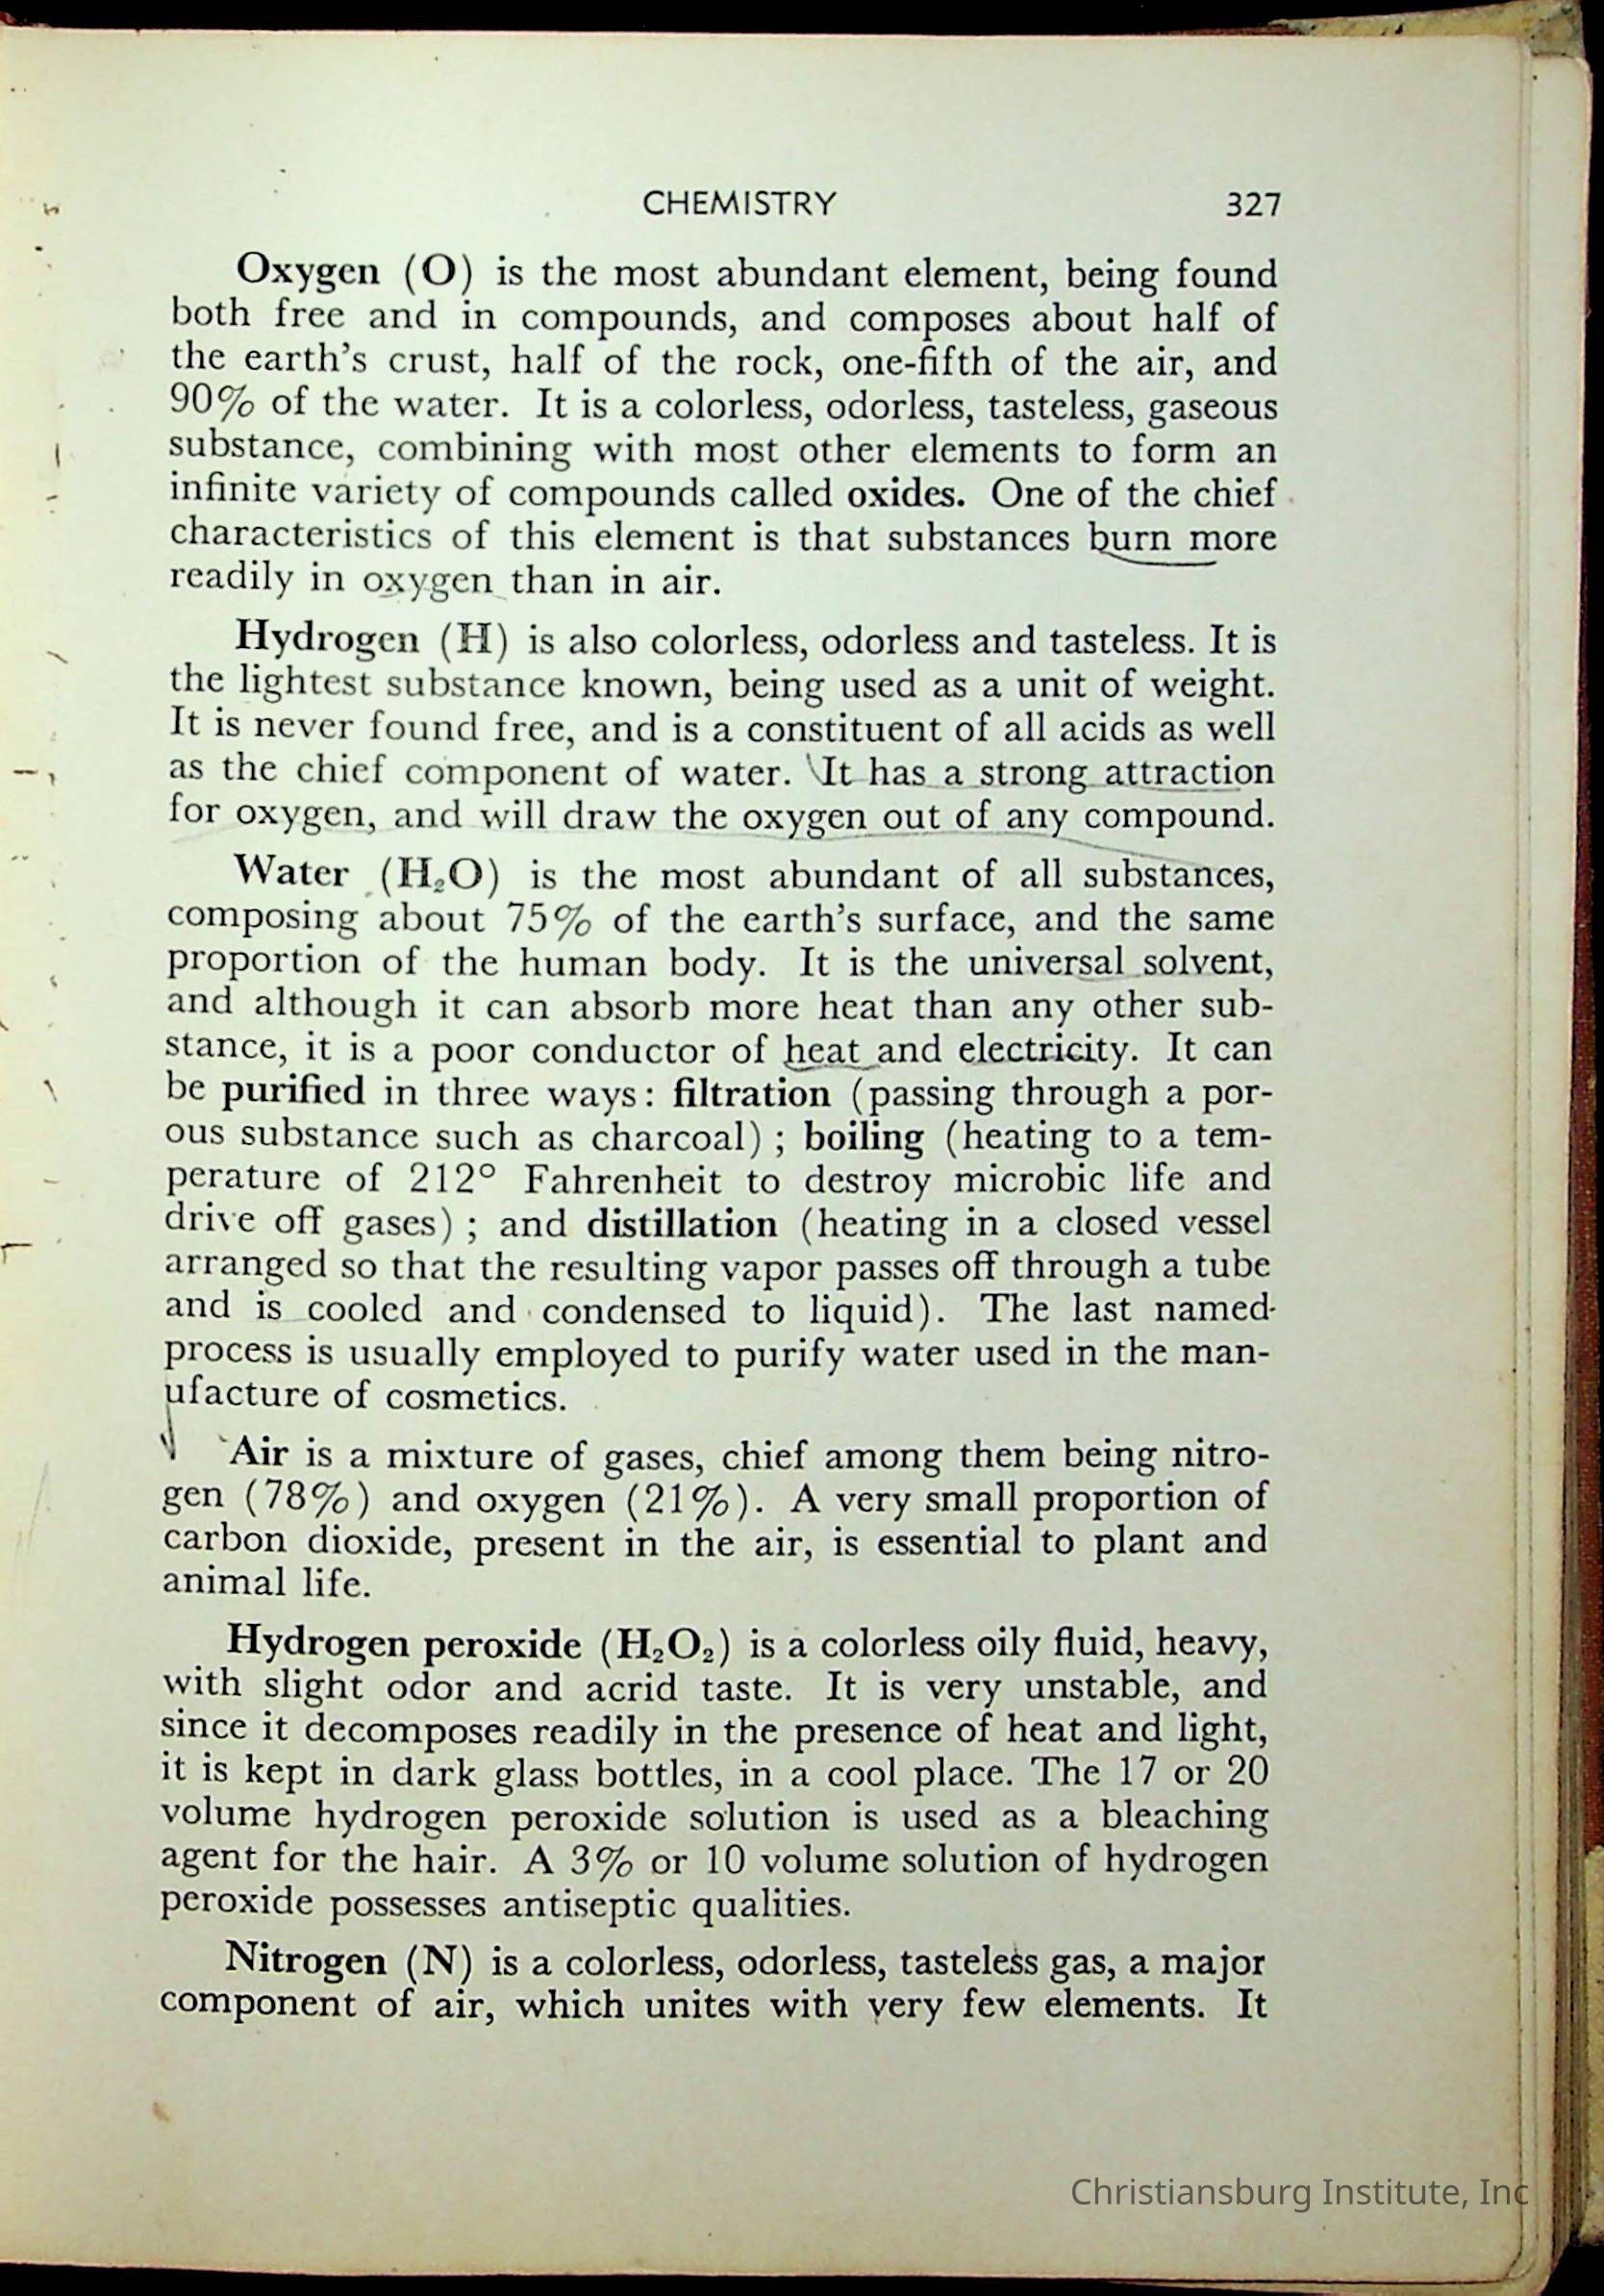 CHEMISTRY 327
Oxygen (O) is the most abundant element, being found
both free and in compounds, and composes about half of
the earth's crust, half of the rock, one-fifth of the air, and
90% of the water. It is a colorless, odorless, tasteless, gaseous
substance, combining with most other elements to form an
infinite variety of compounds called oxides. One of the chief
characteristics of this element is that substances burn more
readily in oxygen than in air.
Hydrogen (H) is also colorless, odorless and tasteless. It is
the lightest substance known, being used as a unit of weight.
It is never found free, and is a constituent of all acids as well
as the chief component of water. It has a strong attraction
for oxygen, and will draw the oxygen out of any compound.
Water (H₂O) is the most abundant of all substances,
composing about 75% of the earth's surface, and the same
proportion of the human body. It is the universal solvent,
and although it can absorb more heat than any other sub-
stance, it is a poor conductor of heat and electricity. It can
be purified in three ways: filtration (passing through a por-
ous substance such as charcoal) ; boiling (heating to a tem-
perature of 212° Fahrenheit to destroy microbic life and
drive off gases) ; and distillation (heating in a closed vessel
arranged so that the resulting vapor passes off through a tube
and is cooled and condensed to liquid). The last named
process is usually employed to purify water used in the man-
ufacture of cosmetics.
Air is a mixture of gases, chief among them being nitro-
gen (78%) and oxygen (21%). A very small proportion of
carbon dioxide, present in the air, is essential to plant and
animal life.
Hydrogen peroxide (H₂O₂) is a colorless oily fluid, heavy,
with slight odor and acrid taste. It is very unstable, and
since it decomposes readily in the presence of heat and light,
it is kept in dark glass bottles, in a cool place. The 17 or 20
volume hydrogen peroxide solution is used as a bleaching
agent for the hair. A 3% or 10 volume solution of hydrogen
peroxide possesses antiseptic qualities.
Nitrogen (N) is a colorless, odorless, tasteless gas, a major
component of air, which unites with very few elements. It
Christiansburg Institute, Inc